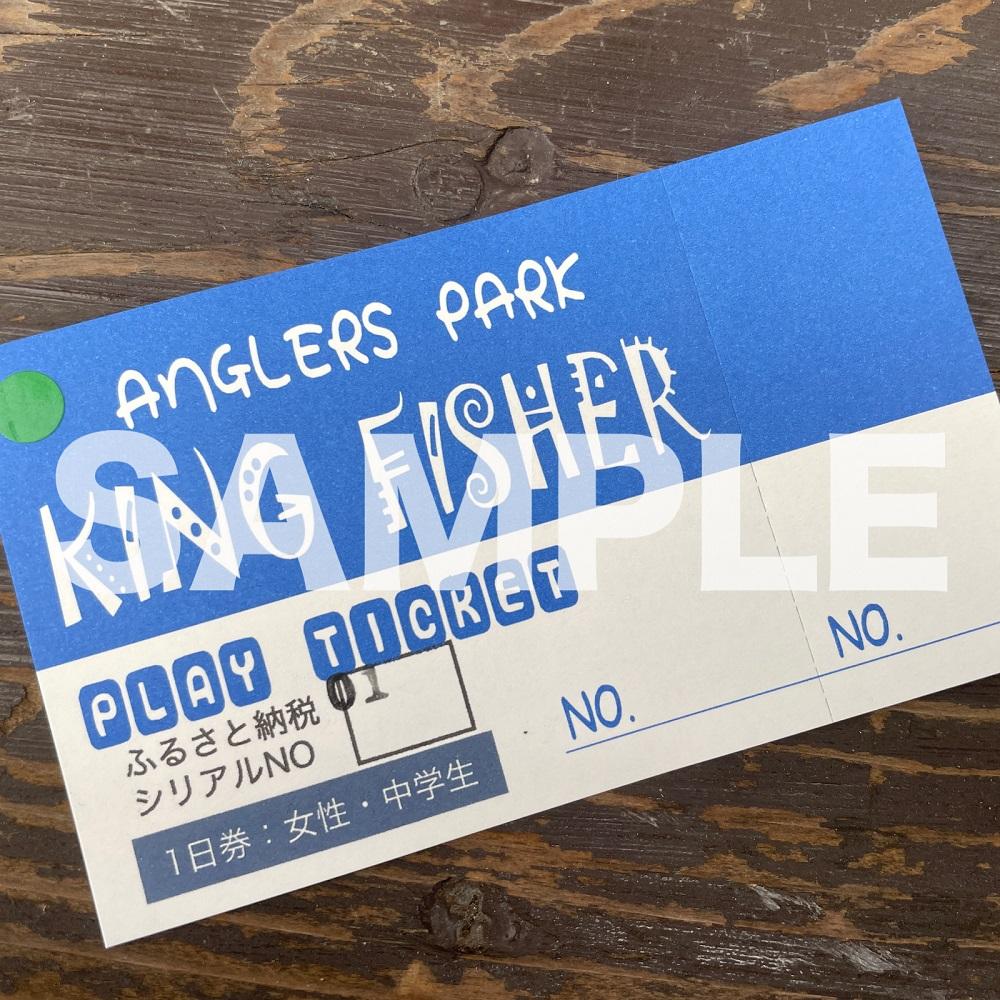 ANGLERS PARK
KING FISHER
SAMPLE
PLAY TICKET
ふるさと納税
シリアルNO
01
1日券：女性・中学生
NO.
NO.